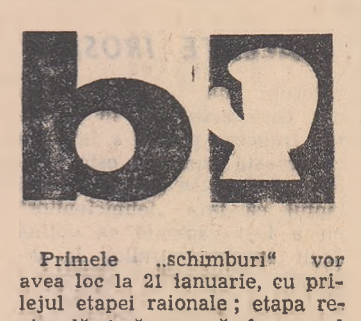 b
Primele „schimburi“ vor
avea loc la 21 ianuarie, cu pri-
lejul etapei raionale ; etapa re-